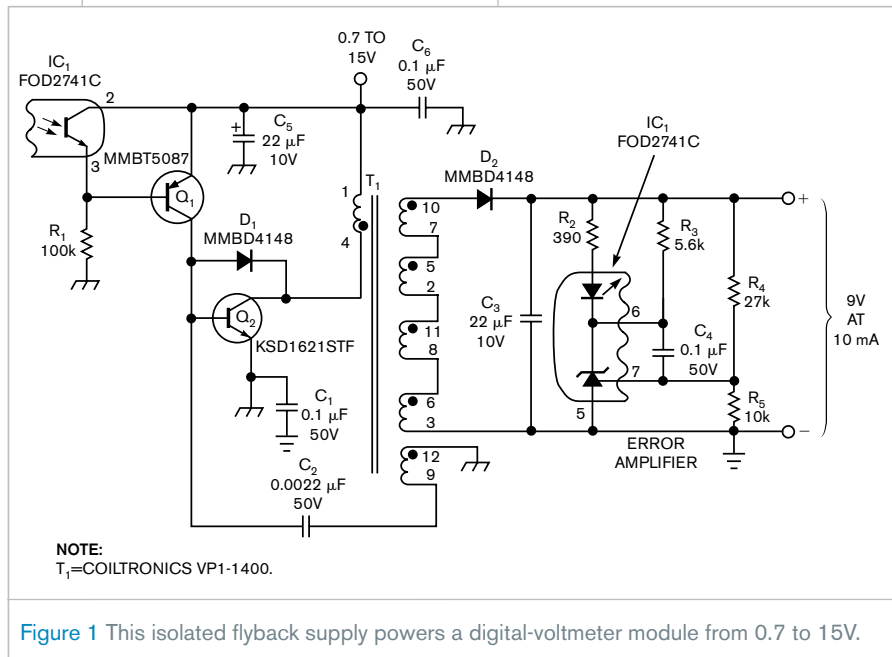 IC₁
FOD2741C
2
3
MMBT5087
Q₁
R₁
100k
D₁
MMBD4148
Q₂
KSD1621STF
C₁
0.1 µF
50V
C₂
0.0022 µF
50V
0.7 TO
15V
C₆
0.1 µF
50V
+
C₅
22 µF
10V
1
T₁
4
10
7
5
2
11
8
6
3
12
9
D₂
MMBD4148
C₃
22 µF
10V
R₂
390
IC₁
FOD2741C
R₃
5.6k
R₄
27k
6
C₄
0.1 µF
50V
7
5
R₅
10k
ERROR
AMPLIFIER
+
−
9V
AT
10 mA
NOTE:
T₁=COILTRONICS VP1-1400.
Figure 1 This isolated flyback supply powers a digital-voltmeter module from 0.7 to 15V.